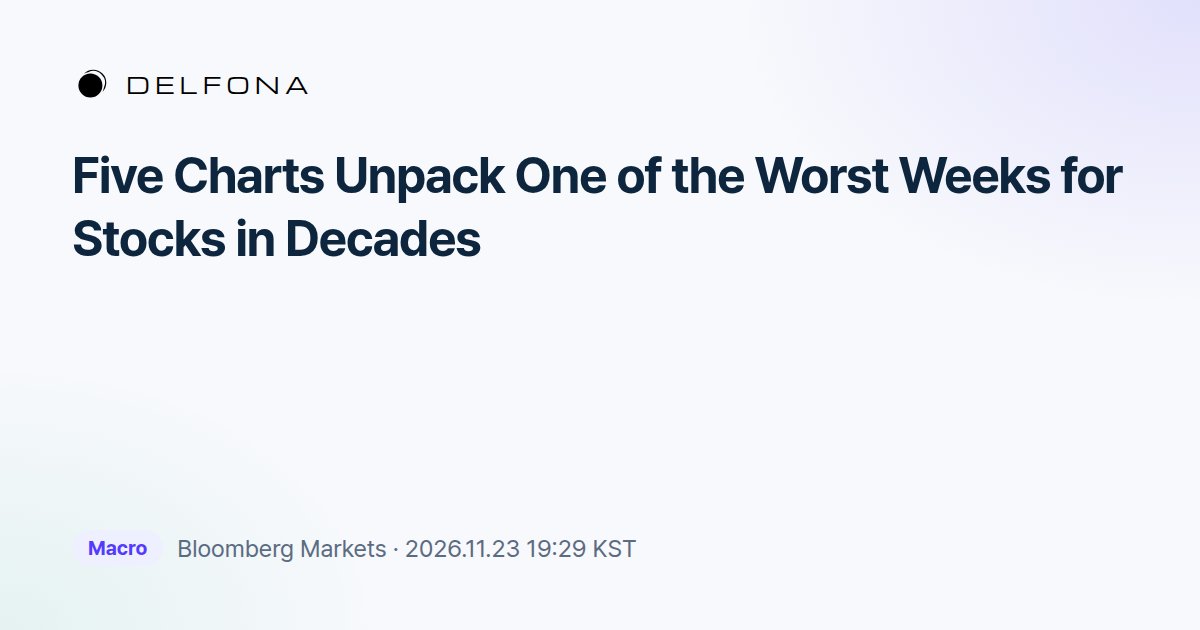 DELFONA
Five Charts Unpack One of the Worst Weeks for
Stocks in Decades
Macro Bloomberg Markets · 2026.11.23 19:29 KST